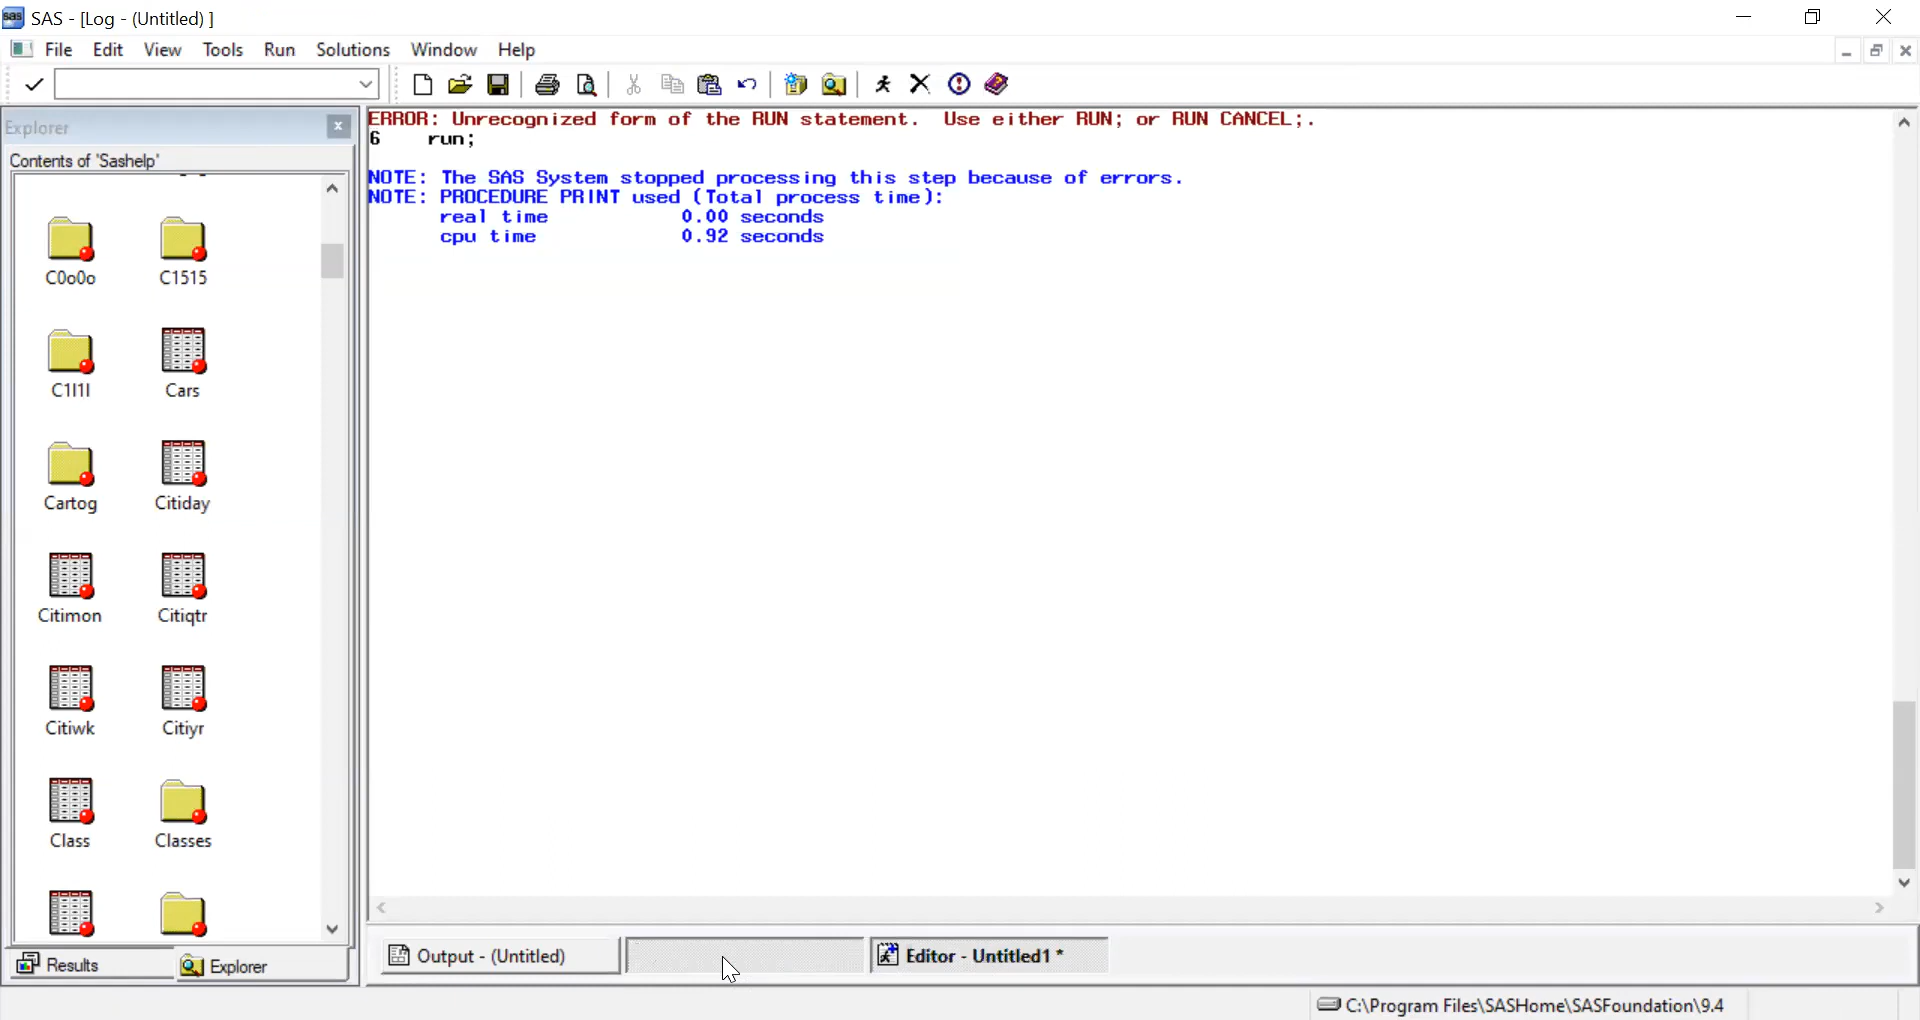 SAS - [Log - (Untitled) ]
File Edit View Tools Run Solutions Window Help
Explorer
Contents of 'Sashelp'
C0o0o C1515
C1l1l Cars
Cartog Citiday
Citimon Citiqtr
Citiwk Citiyr
Class Classes
Results Explorer
ERROR: Unrecognized form of the RUN statement.  Use either RUN; or RUN CANCEL;.
6    run;
NOTE: The SAS System stopped processing this step because of errors.
NOTE: PROCEDURE PRINT used (Total process time):
real time           0.00 seconds
cpu time            0.92 seconds
Output - (Untitled) Editor - Untitled1 *
C:\Program Files\SASHome\SASFoundation\9.4